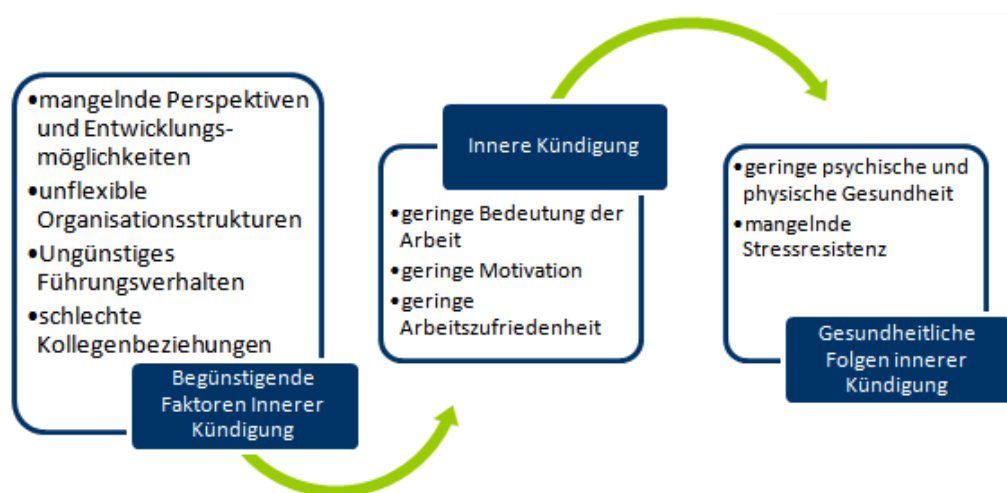 •mangelnde Perspektiven
und Entwicklungs-
möglichkeiten
•unflexible
Organisationsstrukturen
•Ungünstiges
Führungsverhalten
•schlechte
Kollegenbeziehungen
Begünstigende
Faktoren Innerer
Kündigung
Innere Kündigung
•geringe Bedeutung der
Arbeit
•geringe Motivation
•geringe
Arbeitszufriedenheit
•geringe psychische und
physische Gesundheit
•mangelnde
Stressresistenz
Gesundheitliche
Folgen innerer
Kündigung